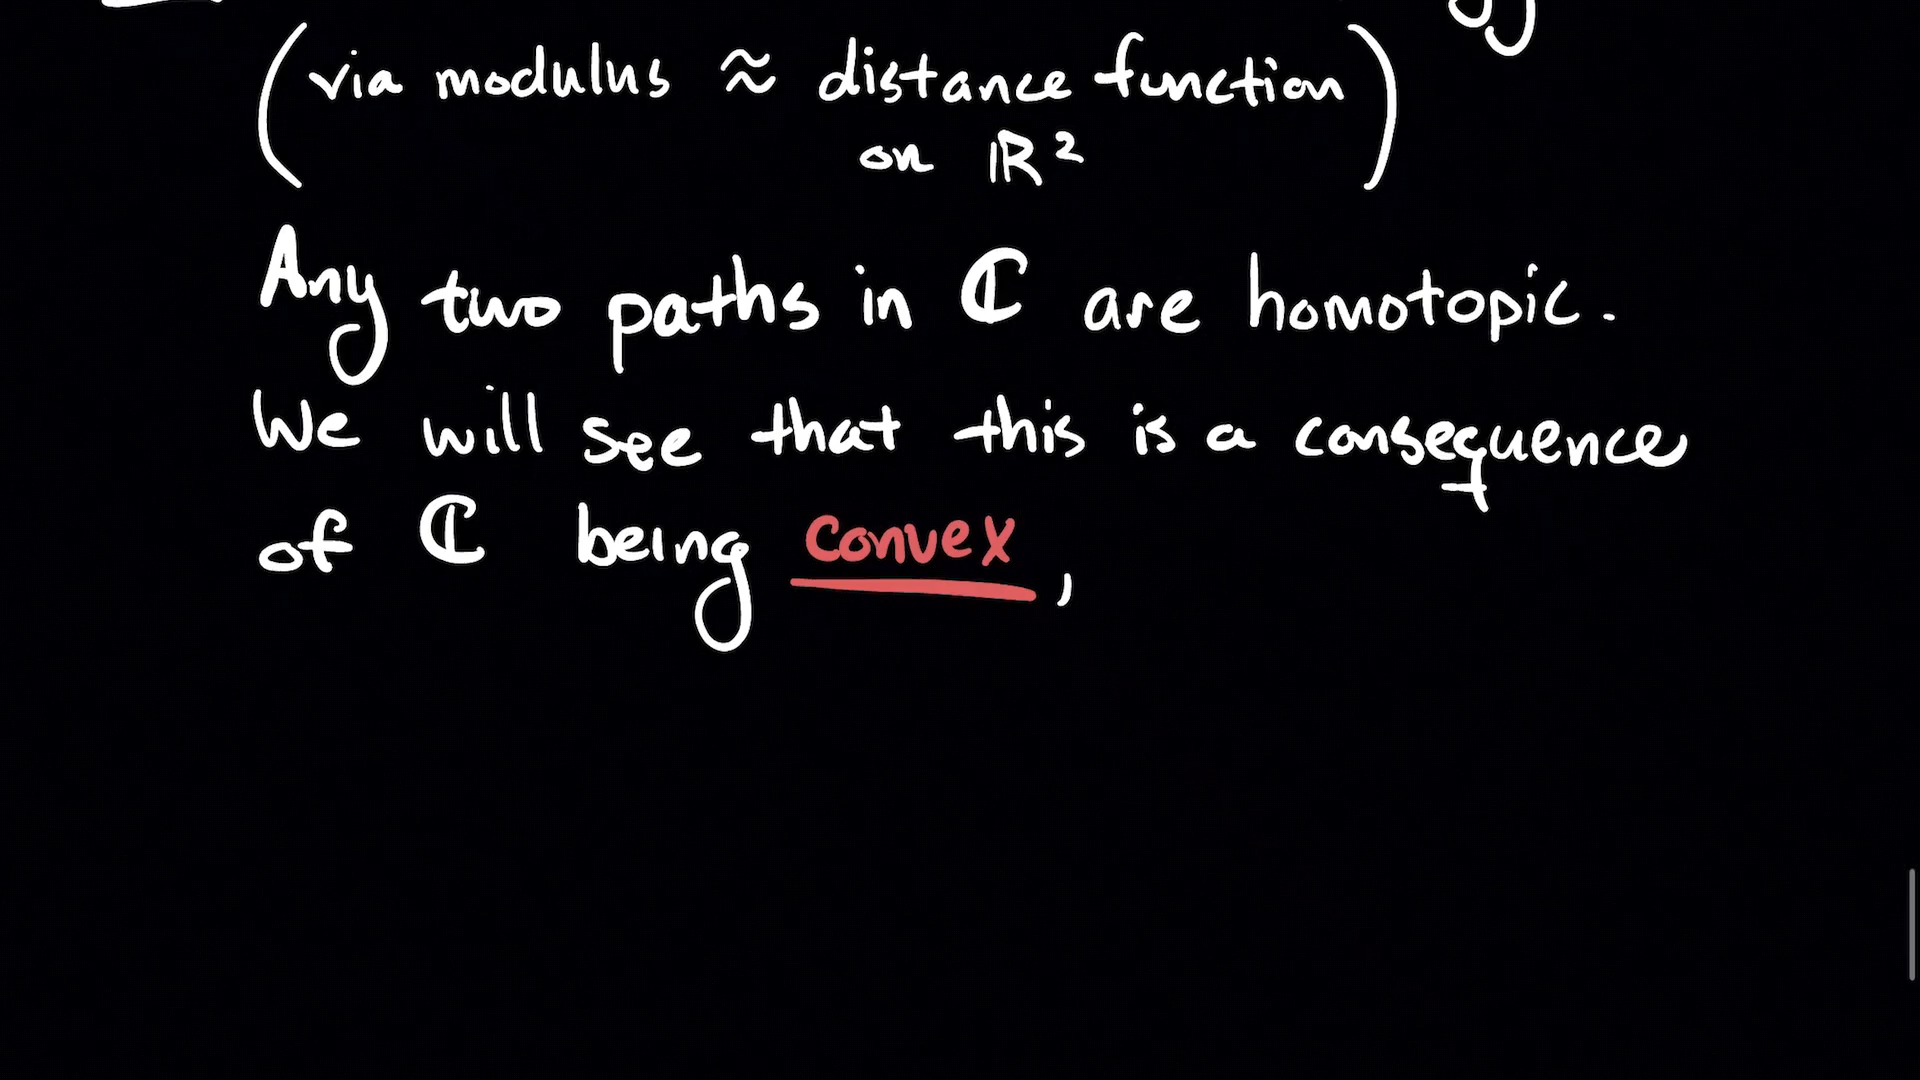 (via modulus ≈ distance function
on ℝ²)
Any two paths in ℂ are homotopic.
We will see that this is a consequence
of ℂ being convex,